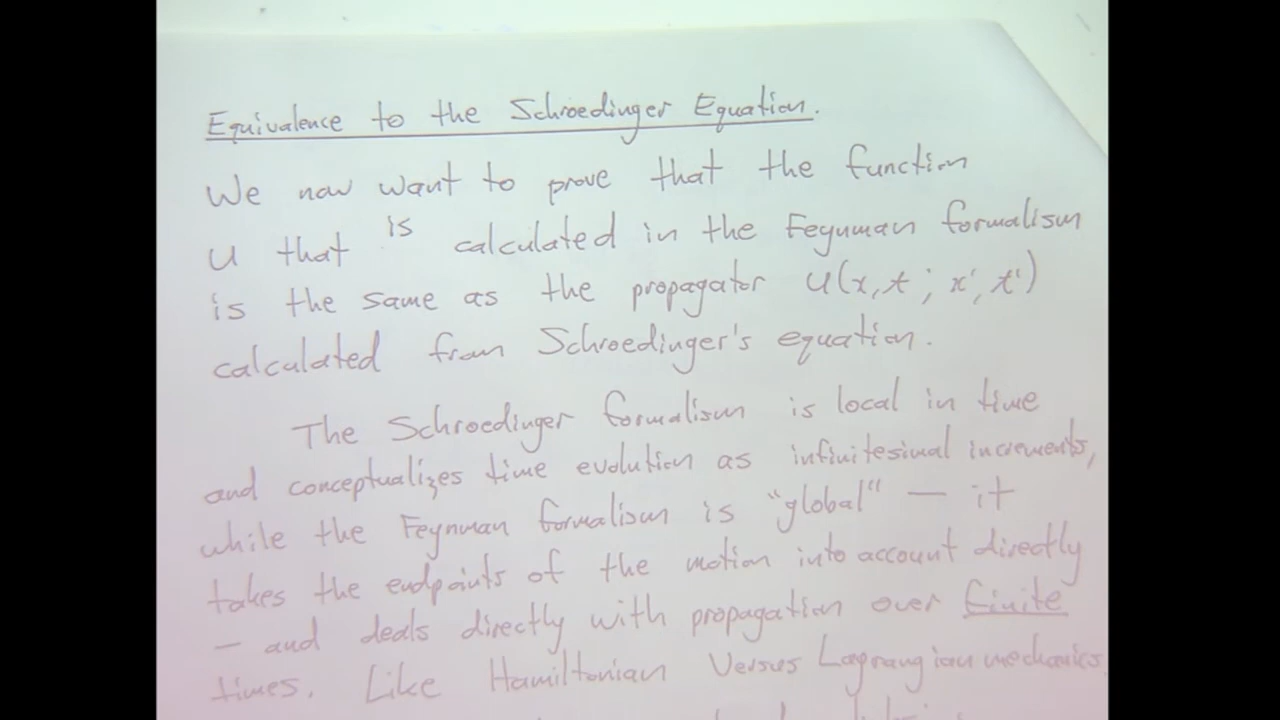 Equivalence to the Schroedinger Equation.
We now want to prove that the function
U that is calculated in the Feynman formalism
is the same as the propagator U(x,t; x',t')
calculated from Schroedinger's equation.
The Schroedinger formalism is local in time
and conceptualizes time evolution as infinitesimal increments,
while the Feynman formalism is "global" — it
takes the endpoints of the motion into account directly
— and deals directly with propagation over finite
times. Like Hamiltonian Versus Lagrangian mechanics